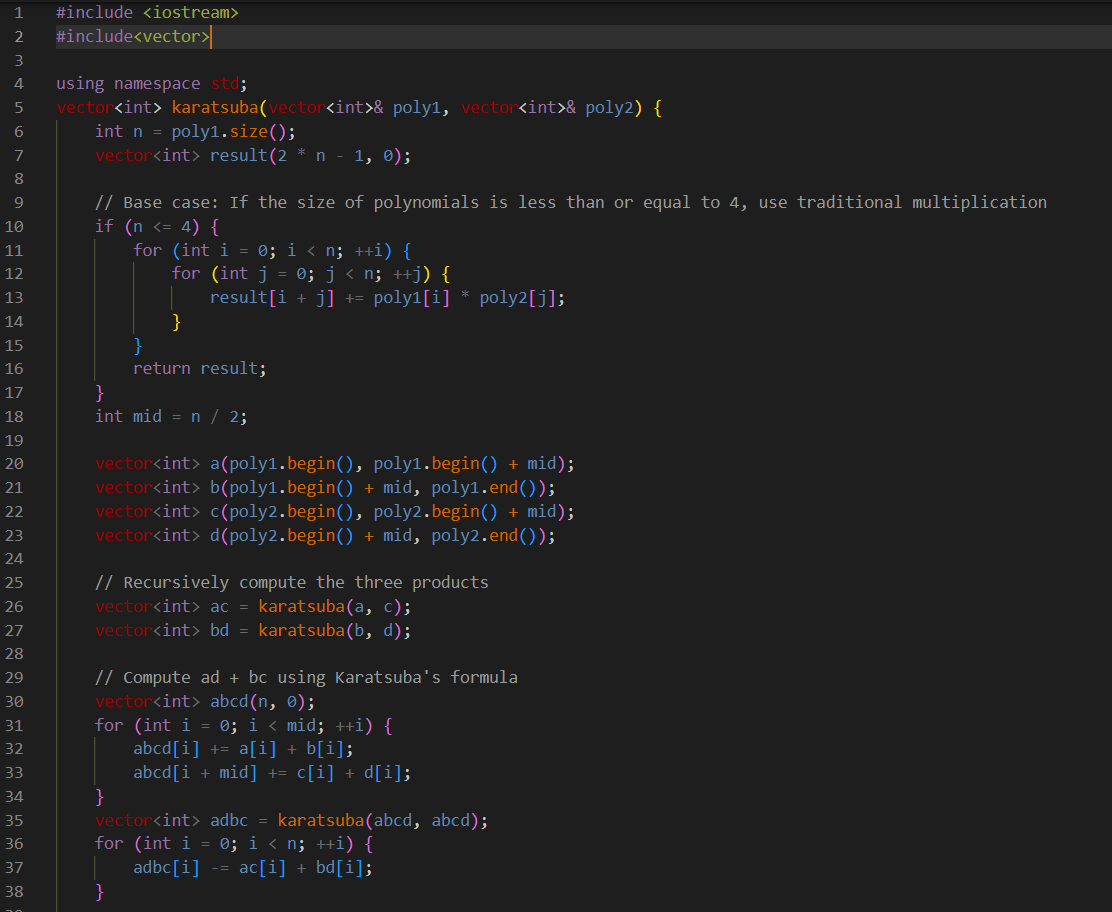 1 #include <iostream>
2 #include<vector>
3
4 using namespace std;
5 vector<int> karatsuba(vector<int>& poly1, vector<int>& poly2) {
6 int n = poly1.size();
7 vector<int> result(2 * n - 1, 0);
8
9 // Base case: If the size of polynomials is less than or equal to 4, use traditional multiplication
10 if (n <= 4) {
11 for (int i = 0; i < n; ++i) {
12 for (int j = 0; j < n; ++j) {
13 result[i + j] += poly1[i] * poly2[j];
14 }
15 }
16 return result;
17 }
18 int mid = n / 2;
19
20 vector<int> a(poly1.begin(), poly1.begin() + mid);
21 vector<int> b(poly1.begin() + mid, poly1.end());
22 vector<int> c(poly2.begin(), poly2.begin() + mid);
23 vector<int> d(poly2.begin() + mid, poly2.end());
24
25 // Recursively compute the three products
26 vector<int> ac = karatsuba(a, c);
27 vector<int> bd = karatsuba(b, d);
28
29 // Compute ad + bc using Karatsuba's formula
30 vector<int> abcd(n, 0);
31 for (int i = 0; i < mid; ++i) {
32 abcd[i] += a[i] + b[i];
33 abcd[i + mid] += c[i] + d[i];
34 }
35 vector<int> adbc = karatsuba(abcd, abcd);
36 for (int i = 0; i < n; ++i) {
37 adbc[i] -= ac[i] + bd[i];
38 }